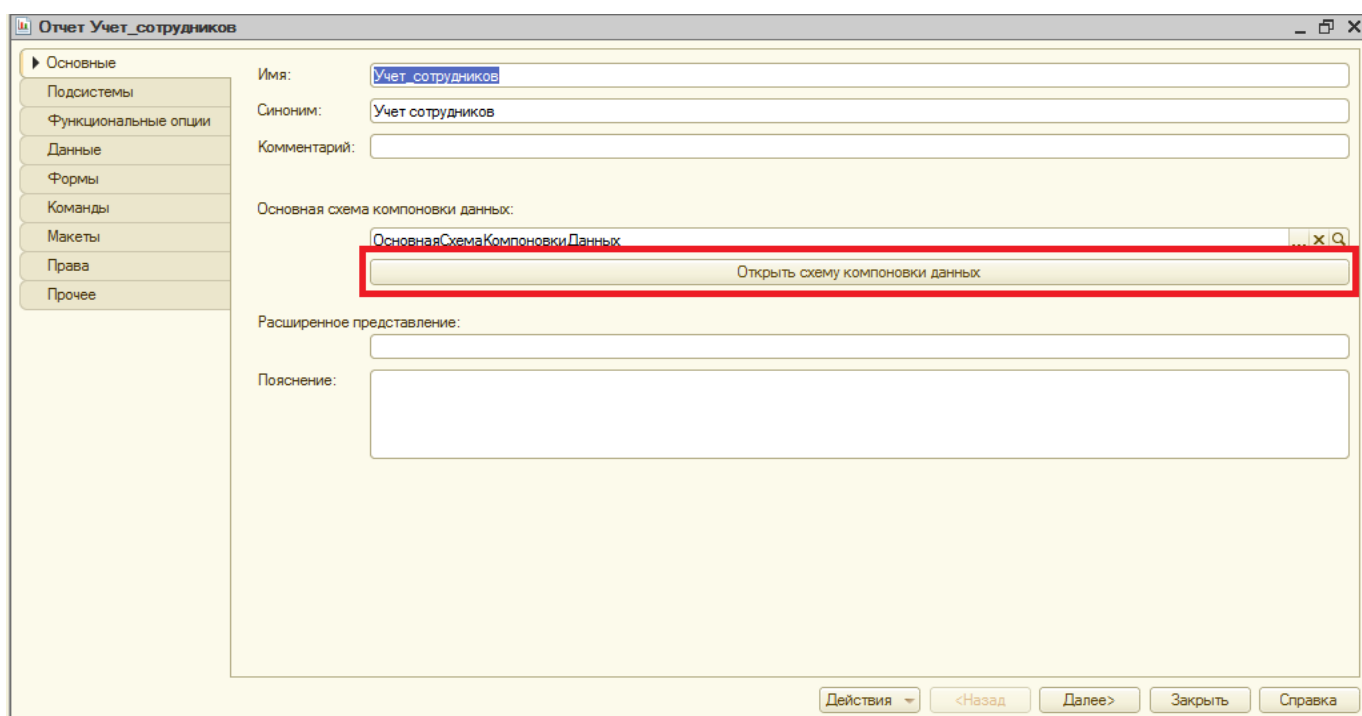 Отчет Учет_сотрудников
Основные
Подсистемы
Функциональные опции
Данные
Формы
Команды
Макеты
Права
Прочее
Имя: Учет_сотрудников
Синоним: Учет сотрудников
Комментарий:
Основная схема компоновки данных:
ОсновнаяСхемаКомпоновкиДанных ...
Открыть схему компоновки данных
Расширенное представление:
Пояснение:
Действия <Назад Далее> Закрыть Справка